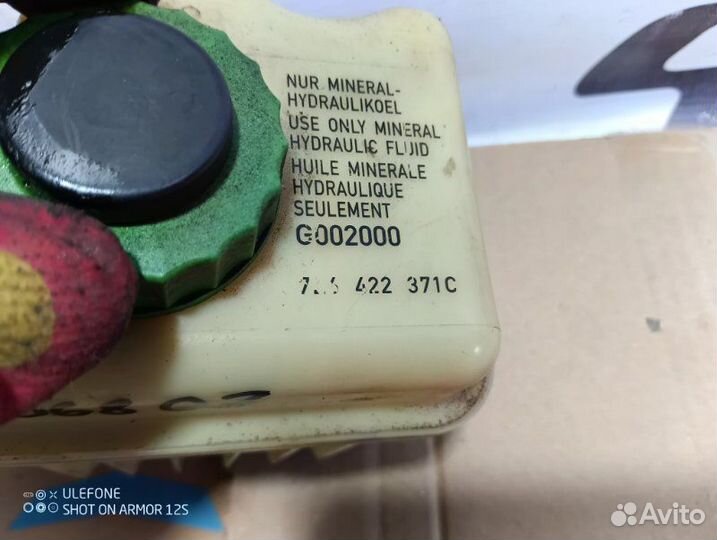 NUR MINERAL-
HYDRAULIKOEL
USE ONLY MINERAL
HYDRAULIC FLUID
HUILE MINERALE
HYDRAULIQUE
SEULEMENT
G002000
422 371C
ULEFONE
SHOT ON ARMOR 12S
Avito